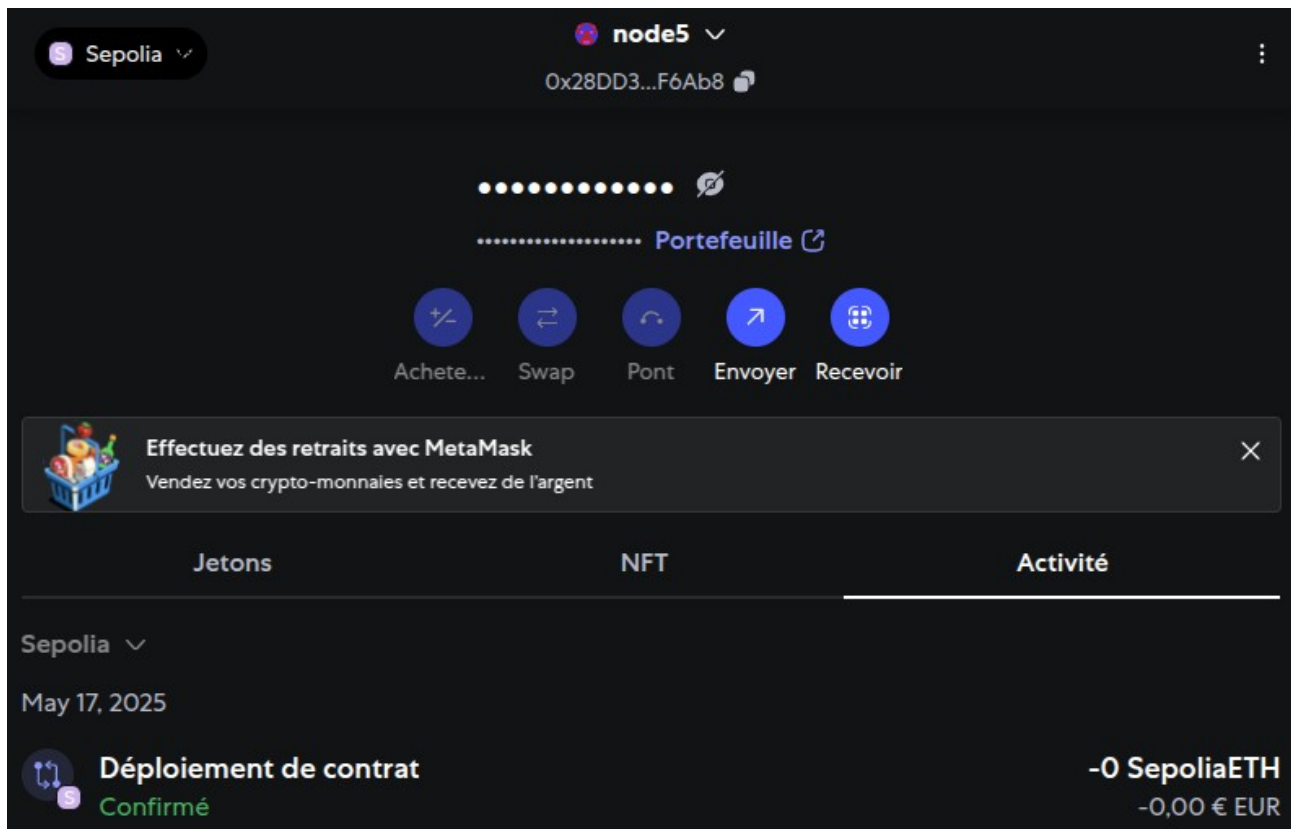 S Sepolia
node5
0x28DD3...F6Ab8
•••••••••••• 
•••••••••••••••••••• Portefeuille
Achete... Swap Pont Envoyer Recevoir
Effectuez des retraits avec MetaMask
Vendez vos crypto-monnaies et recevez de l'argent
Jetons NFT Activité
Sepolia
May 17, 2025
Déploiement de contrat -0 SepoliaETH
S Confirmé -0,00 € EUR